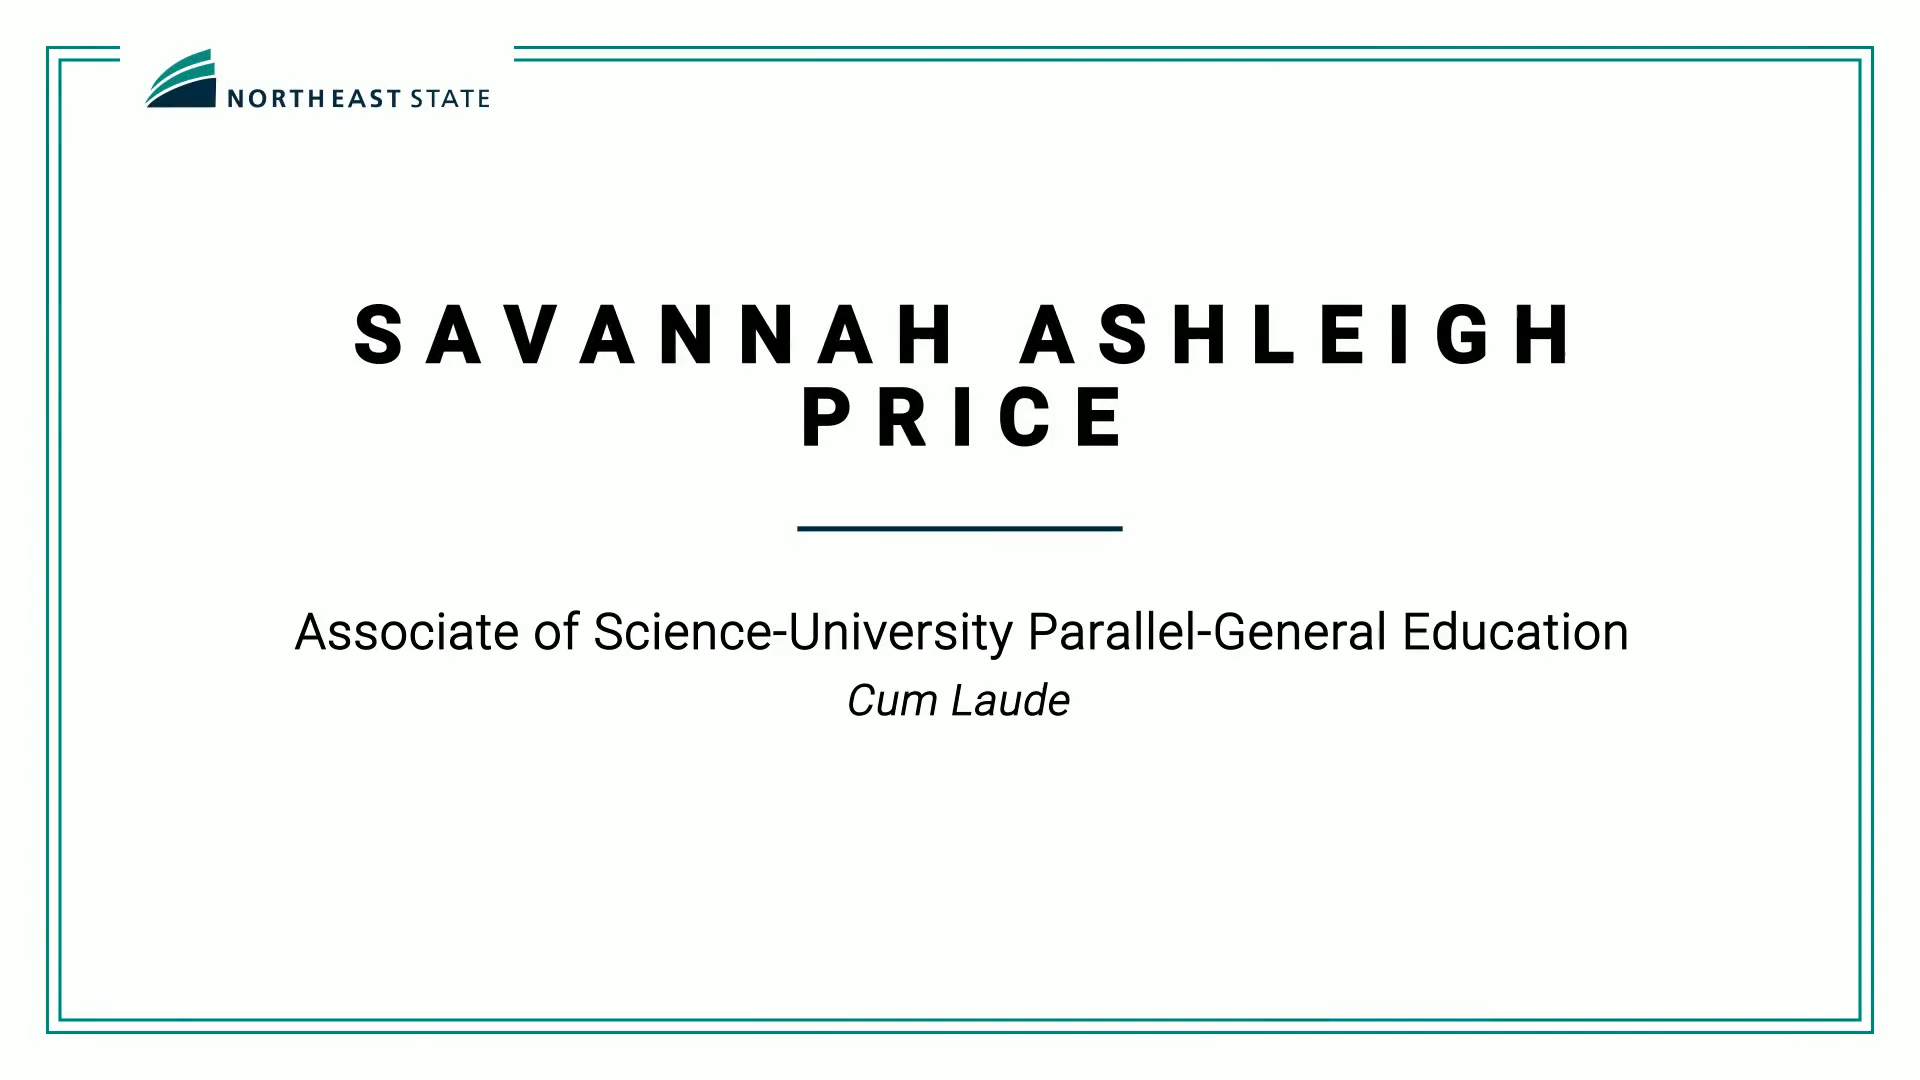 NORTHEAST STATE
SAVANNAH ASHLEIGH
PRICE
Associate of Science-University Parallel-General Education
Cum Laude